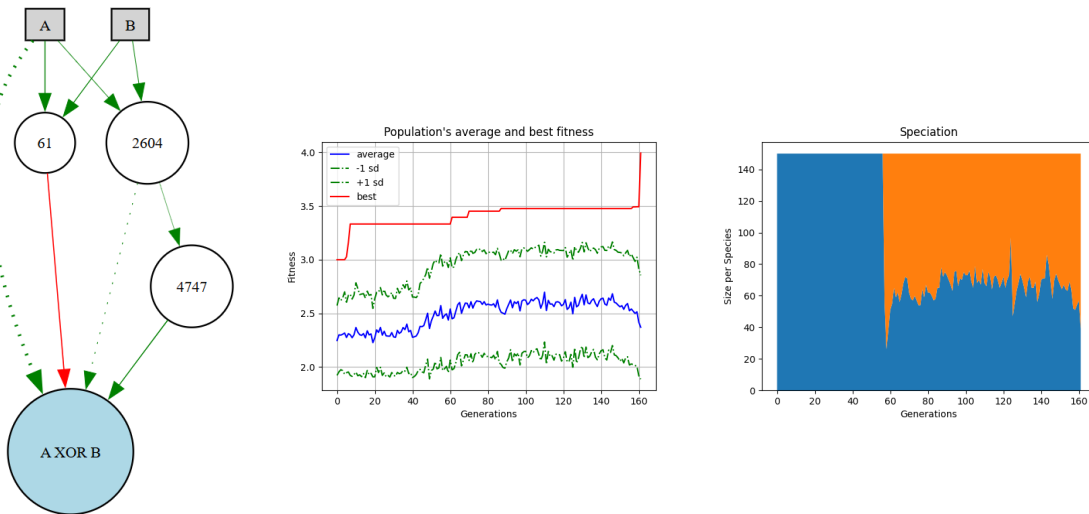 A
B
61
2604
4747
A XOR B
Population's average and best fitness
average
-1 sd
+1 sd
best
4.0
3.5
3.0
2.5
2.0
Fitness
0 20 40 60 80 100 120 140 160
Generations
Speciation
140
120
100
80
60
40
20
0
Size per Species
0 20 40 60 80 100 120 140 160
Generations